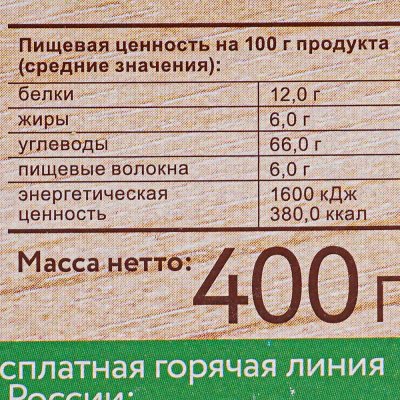 Пищевая ценность на 100 г продукта
(средние значения):
белки 12,0 г
жиры 6,0 г
углеводы 66,0 г
пищевые волокна 6,0 г
энергетическая 1600 кДж
ценность 380,0 ккал
Масса нетто: 400 г
сплатная горячая линия
России: